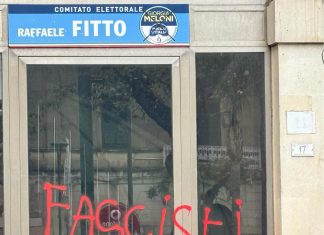 COMITATO ELETTORALE
RAFFAELE FITTO
GIORGIA
MELONI
FASCISTI
17